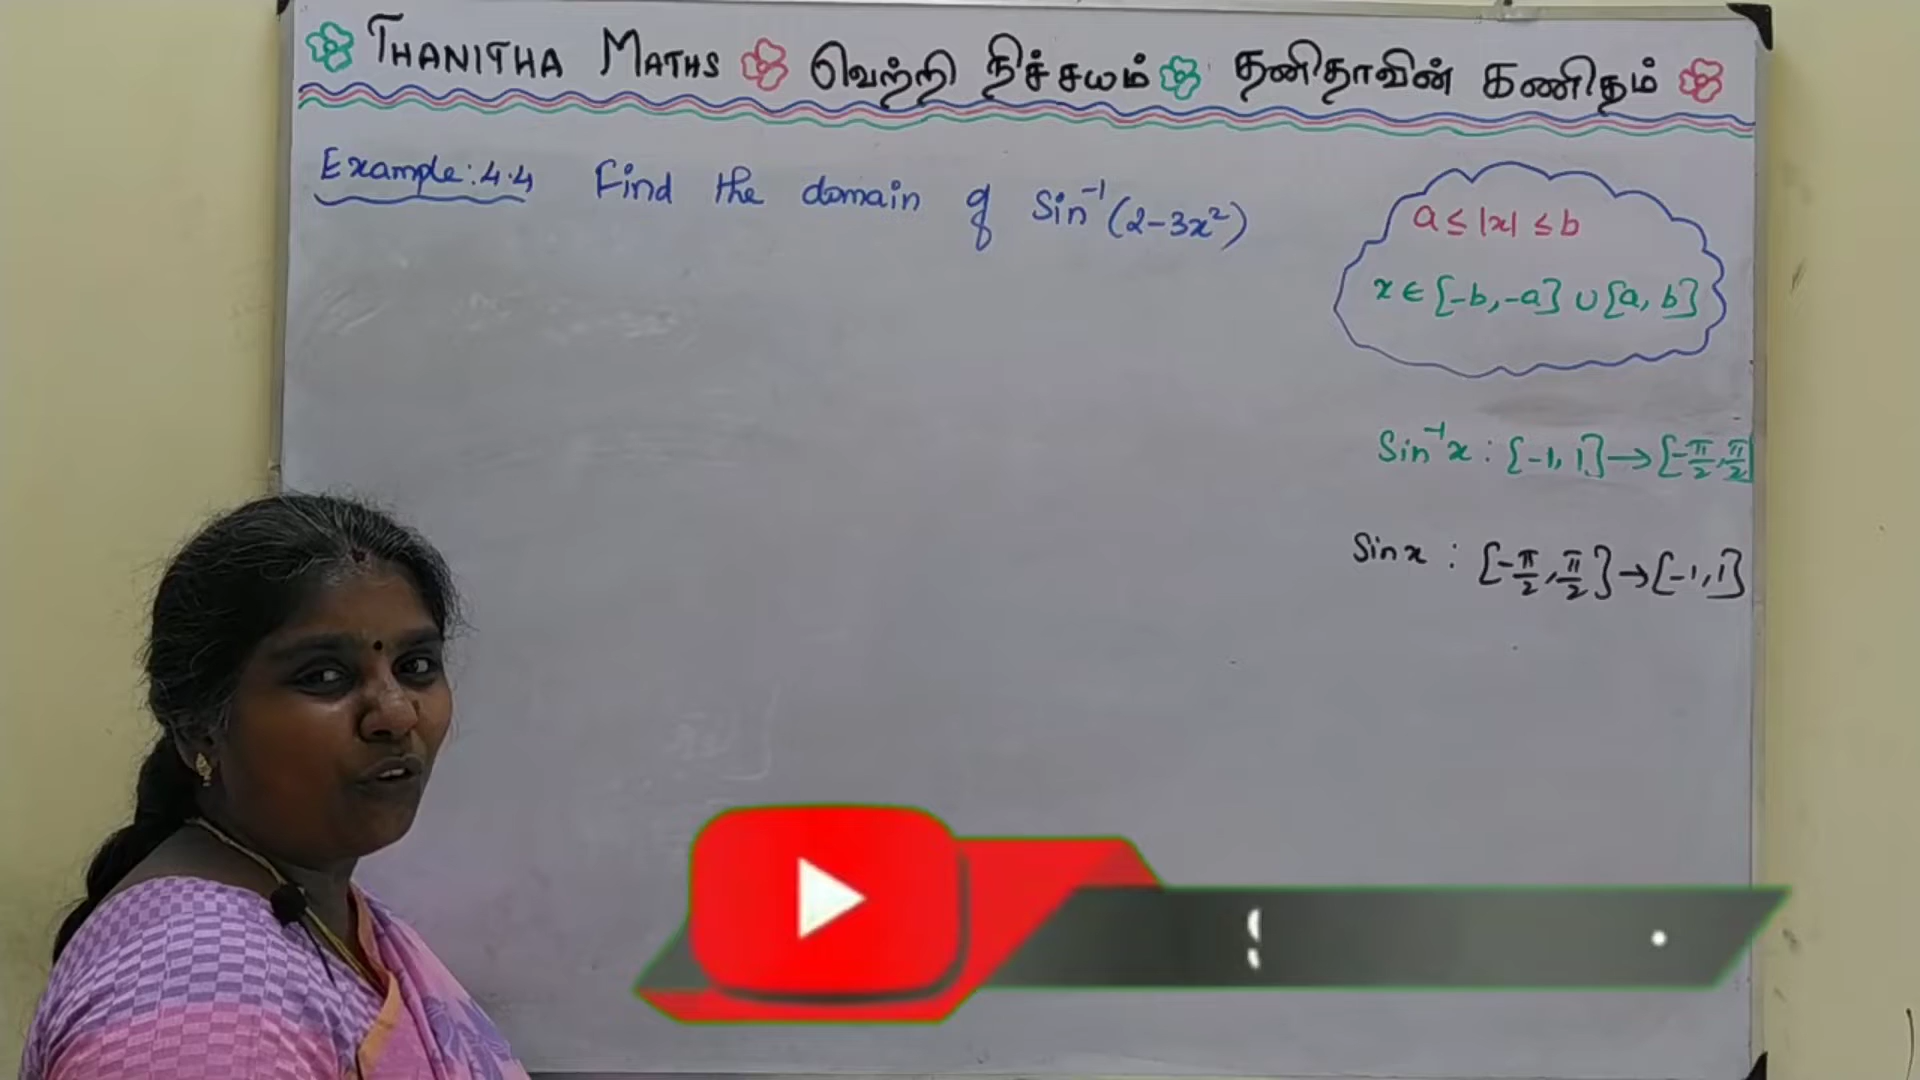 THANITHA MATHS வெற்றி நிச்சயம் தனிதாவின் கணிதம்
Example: 4.4 Find the domain of Sin⁻¹(2-3x²)
a ≤ |x| ≤ b
x ∈ [-b, -a] ∪ [a, b]
Sin⁻¹x : [-1, 1] → [-π/2, π/2]
Sin x : [-π/2, π/2] → [-1, 1]